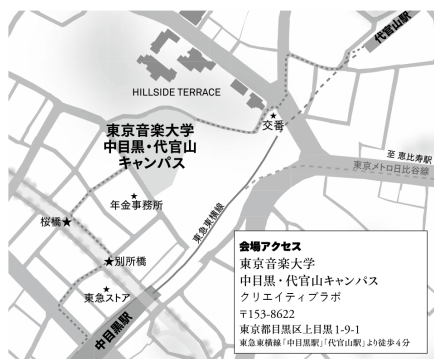 代官山駅
HILLSIDE TERRACE
東京音楽大学
中目黒・代官山
キャンパス
★
交番
至 恵比寿駅
東京メトロ日比谷線
★
年金事務所
東急東横線
桜橋★
★別所橋
★
東急ストア
中目黒駅
会場アクセス
東京音楽大学
中目黒・代官山キャンパス
クリエイティブラボ
〒153-8622
東京都目黒区上目黒1-9-1
東急東横線「中目黒駅」「代官山駅」より徒歩4分